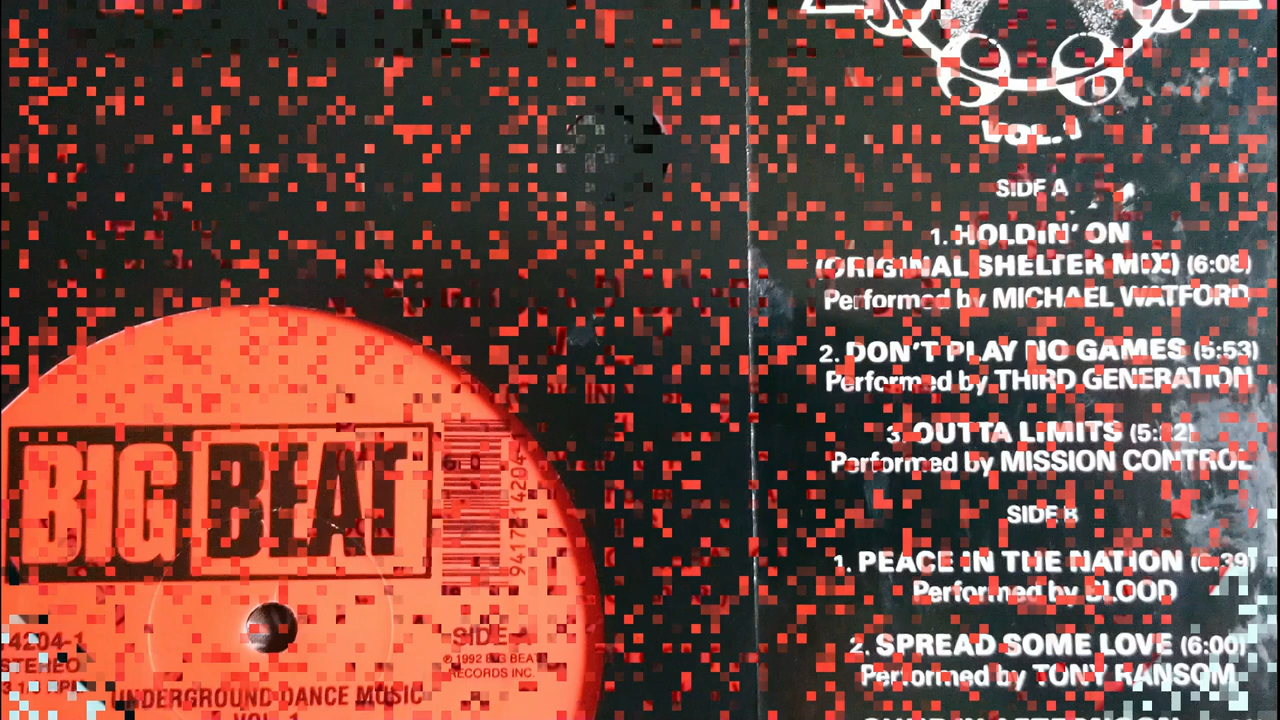 BIG BEAT
4204-1
STEREO
SIDE
℗ 1992 BIG BEAT
RECORDS INC.
UNDERGROUND DANCE MUSIC
VOL. 1
VOL. 1
SIDE A
1. HOLDIN' ON
(ORIGINAL SHELTER MIX) (6:08)
Performed by MICHAEL WATFORD
2. DON'T PLAY NO GAMES (5:53)
Performed by THIRD GENERATION
3. OUTTA LIMITS
Performed by MISSION CONTROL
SIDE B
1. PEACE IN THE NATION
Performed by
2. SPREAD SOME LOVE (6:00)
Performed by TONY RANSOM